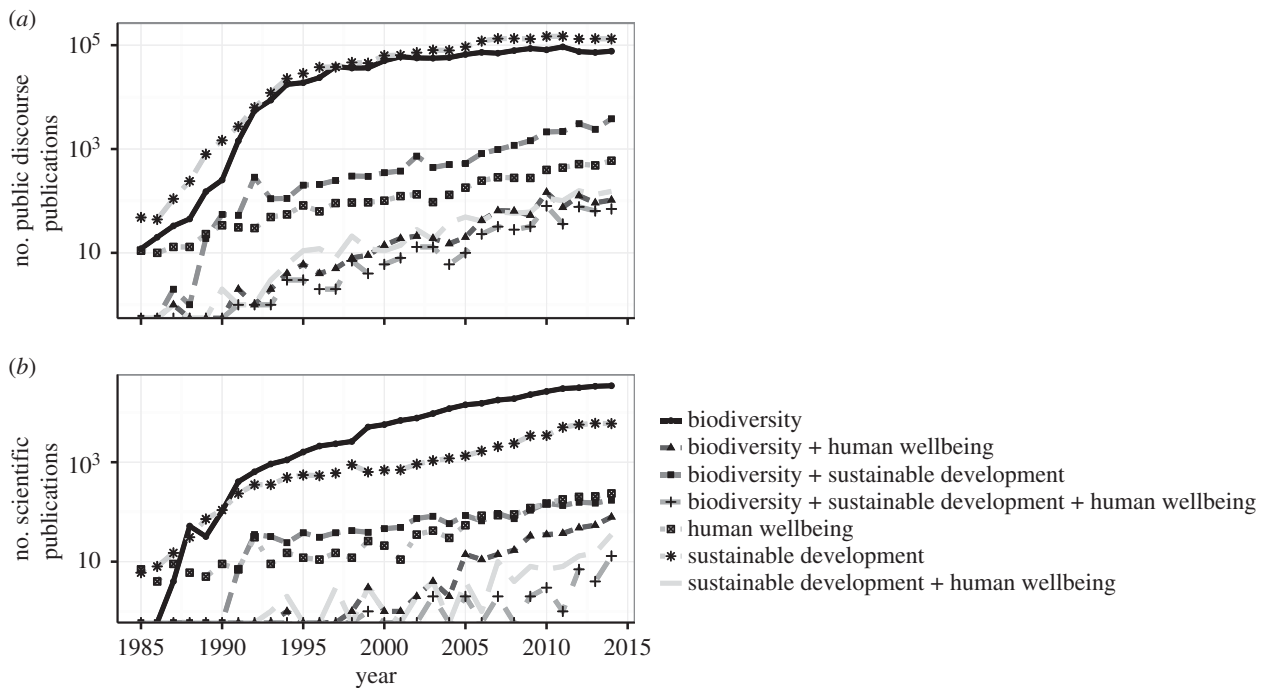 (a)
10^5
10^3
10
no. public discourse
publications
(b)
10^3
10
no. scientific
publications
1985 1990 1995 2000 2005 2010 2015
year
biodiversity
biodiversity + human wellbeing
biodiversity + sustainable development
biodiversity + sustainable development + human wellbeing
human wellbeing
sustainable development
sustainable development + human wellbeing